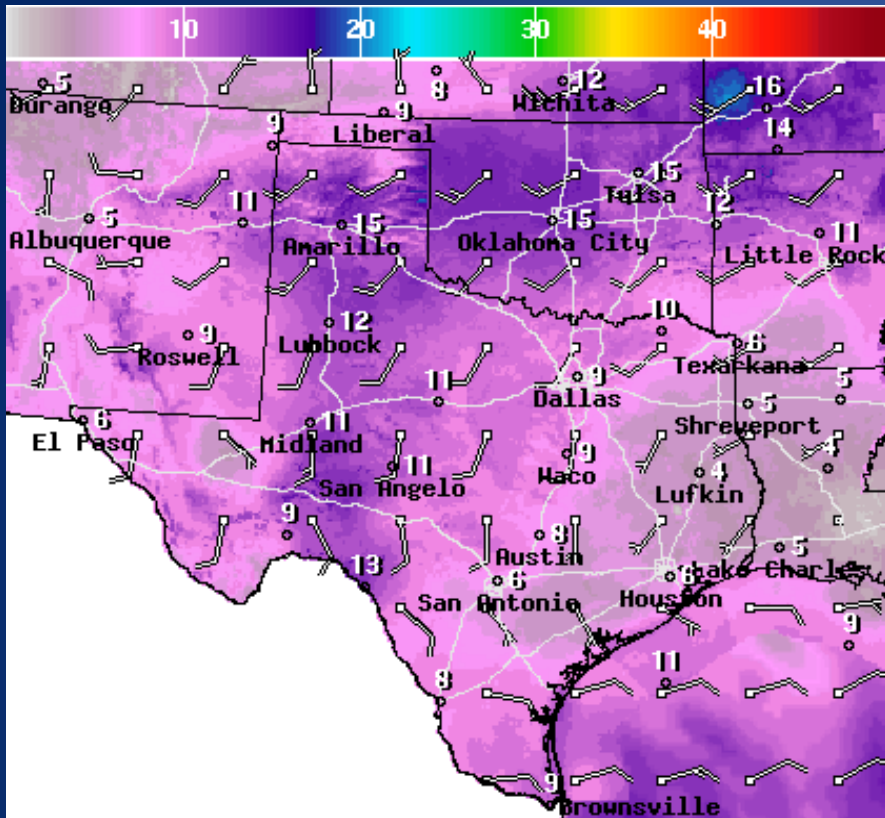 10 20 30 40
5 8 12 16
Durango Wichita
9 Liberal
9 14
15
Tulsa
5 11 15 15 12 11
Albuquerque Amarillo Oklahoma City Little Rock
9 12 10
Roswell Lubbock 6
Texarkana
11 9 5
Dallas 5
6 11 Shreveport
El Paso Midland
11 9 4 4
San Angelo Waco Lufkin
9 8 5
Austin
13 6 6 Lake Charles
San Antonio Houston
9
8 11
9
Brownsville